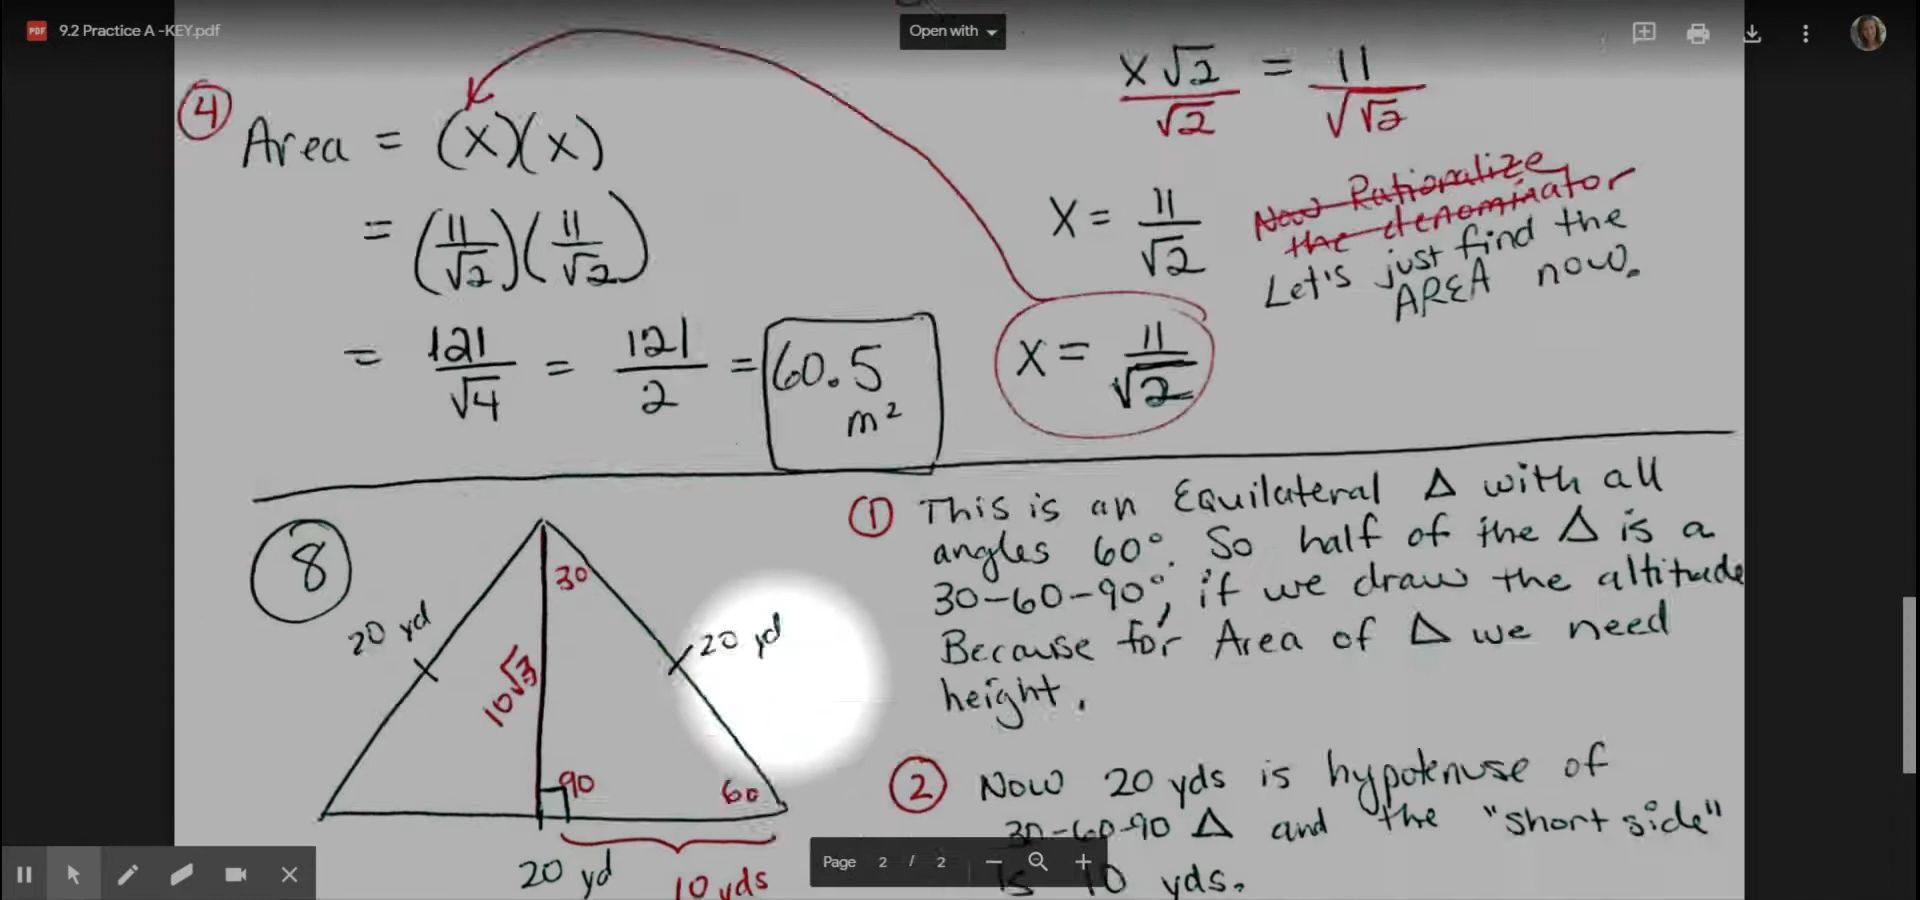 9.2 Practice A -KEY.pdf
Open with
x√2 = 11
√2 √√2
④ Area = (x)(x)
= (11/√2)(11/√2)
= 121/√4 = 121/2 = 60.5 m²
x = 11/√2
Now Rationalize
the denominator
Let's just find the
AREA now.
x = 11/√2
8
20 yd
30
20 yd
10√3
90
60
20 yd
10 yds
① This is an Equilateral Δ with all
angles 60°. So half of the Δ is a
30-60-90°, if we draw the altitude
Because for Area of Δ we need
height.
② Now 20 yds is hypotenuse of
30-60-90 Δ and the "short side"
is 10 yds.
Page 2 / 2